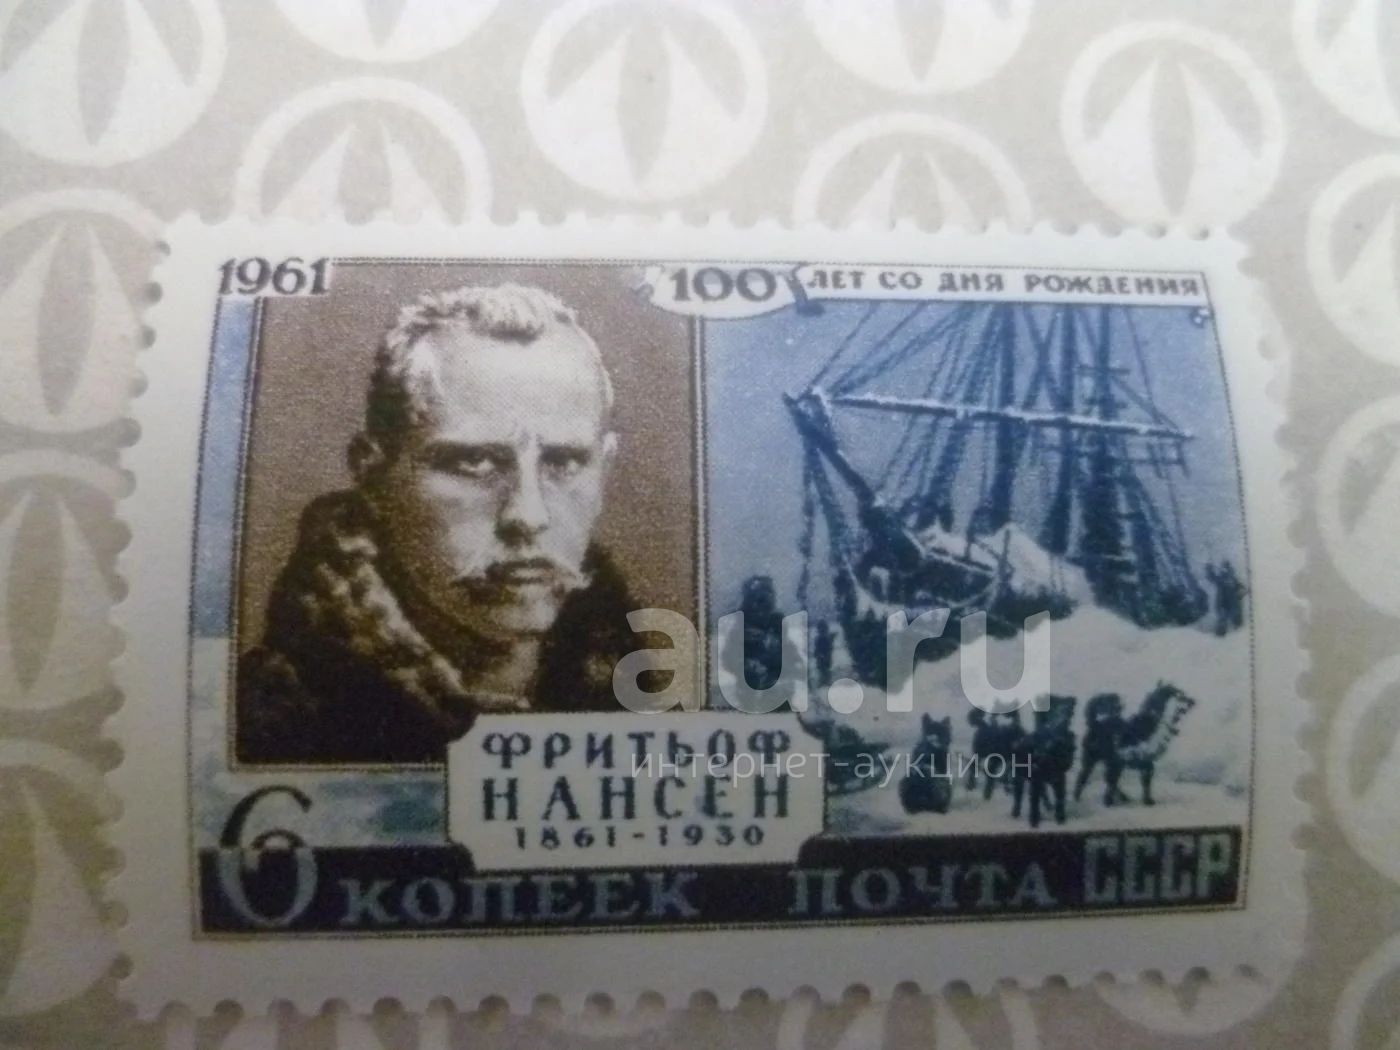 1961
100 ЛЕТ СО ДНЯ РОЖДЕНИЯ
ФРИТЬОФ
НАНСЕН
1861-1930
6 КОПЕЕК ПОЧТА СССР
au.ru
интернет-аукцион